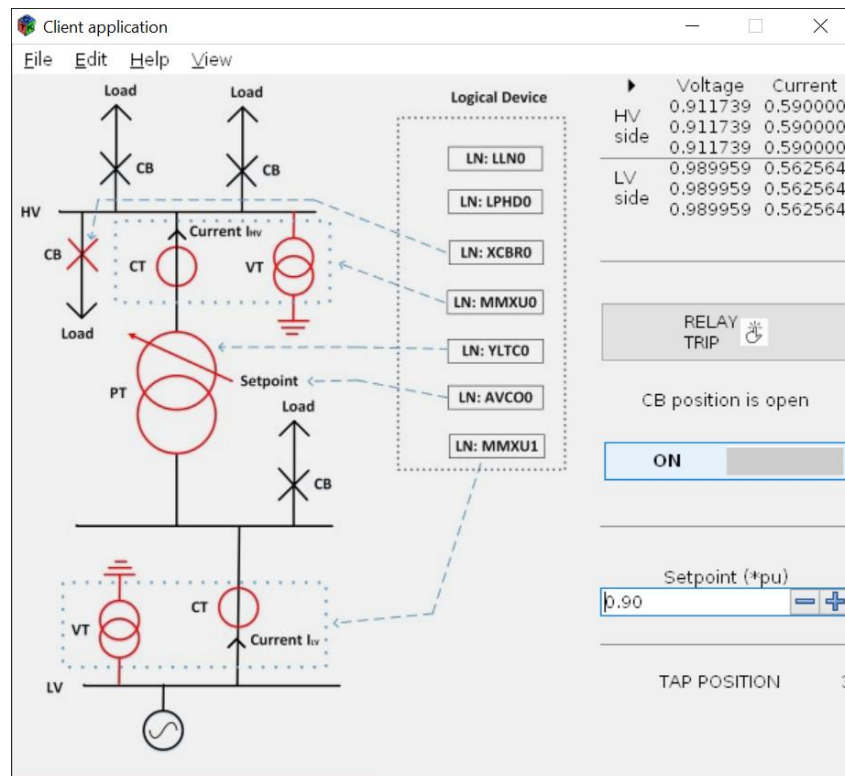 Client application
File Edit Help View
Load
Load
Logical Device
CB
CB
LN: LLN0
LN: LPHD0
HV
Current IHV
CB
CT
VT
LN: XCBR0
Load
LN: MMXU0
PT
LN: YLTC0
Setpoint
LN: AVCO0
Load
LN: MMXU1
CB
CT
VT
Current ILV
LV
Voltage Current
HV side
0.911739 0.590000
0.911739 0.590000
0.911739 0.590000
LV side
0.989959 0.562564
0.989959 0.562564
0.989959 0.562564
RELAY
TRIP
CB position is open
ON
Setpoint (*pu)
0.90
TAP POSITION